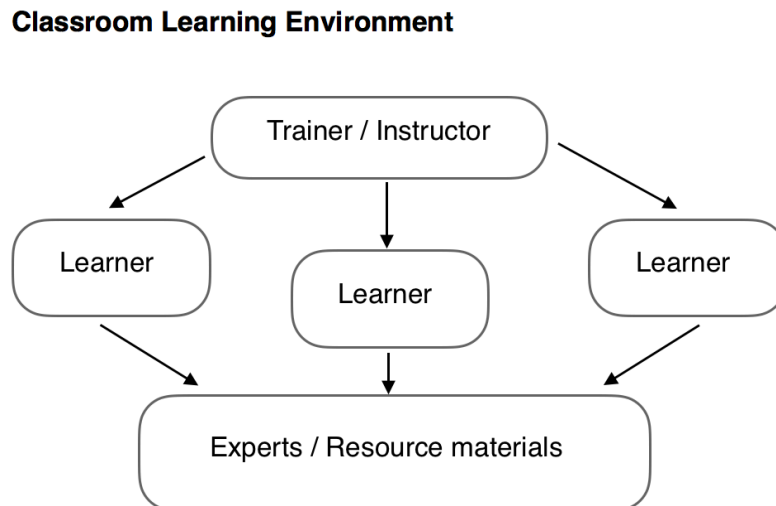 Classroom Learning Environment
Trainer / Instructor
Learner
Learner
Learner
Experts / Resource materials